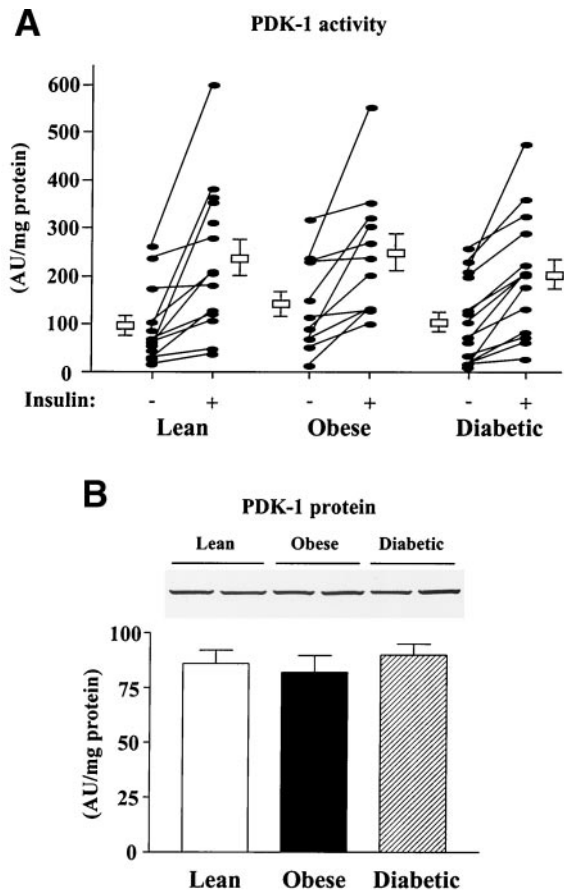 A
PDK-1 activity
(AU/mg protein)
600
500
400
300
200
100
0
Insulin: - + - + - +
Lean Obese Diabetic
B
PDK-1 protein
Lean Obese Diabetic
(AU/mg protein)
100
75
50
25
0
Lean Obese Diabetic